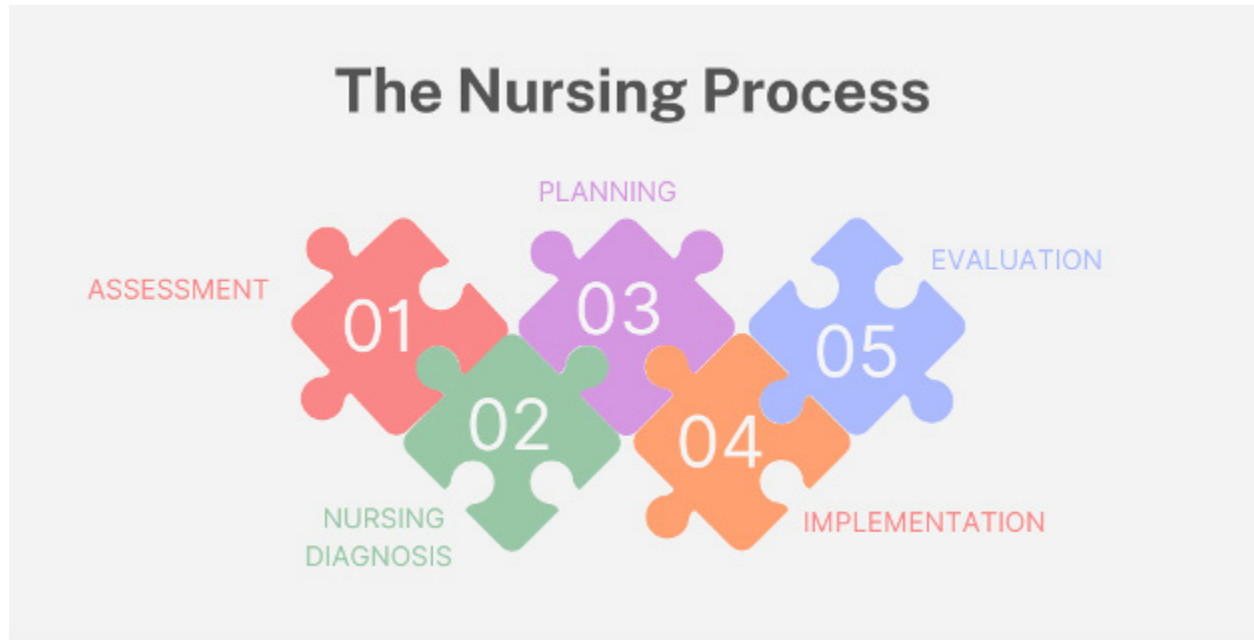 The Nursing Process
ASSESSMENT
01
NURSING
DIAGNOSIS
02
PLANNING
03
IMPLEMENTATION
04
EVALUATION
05